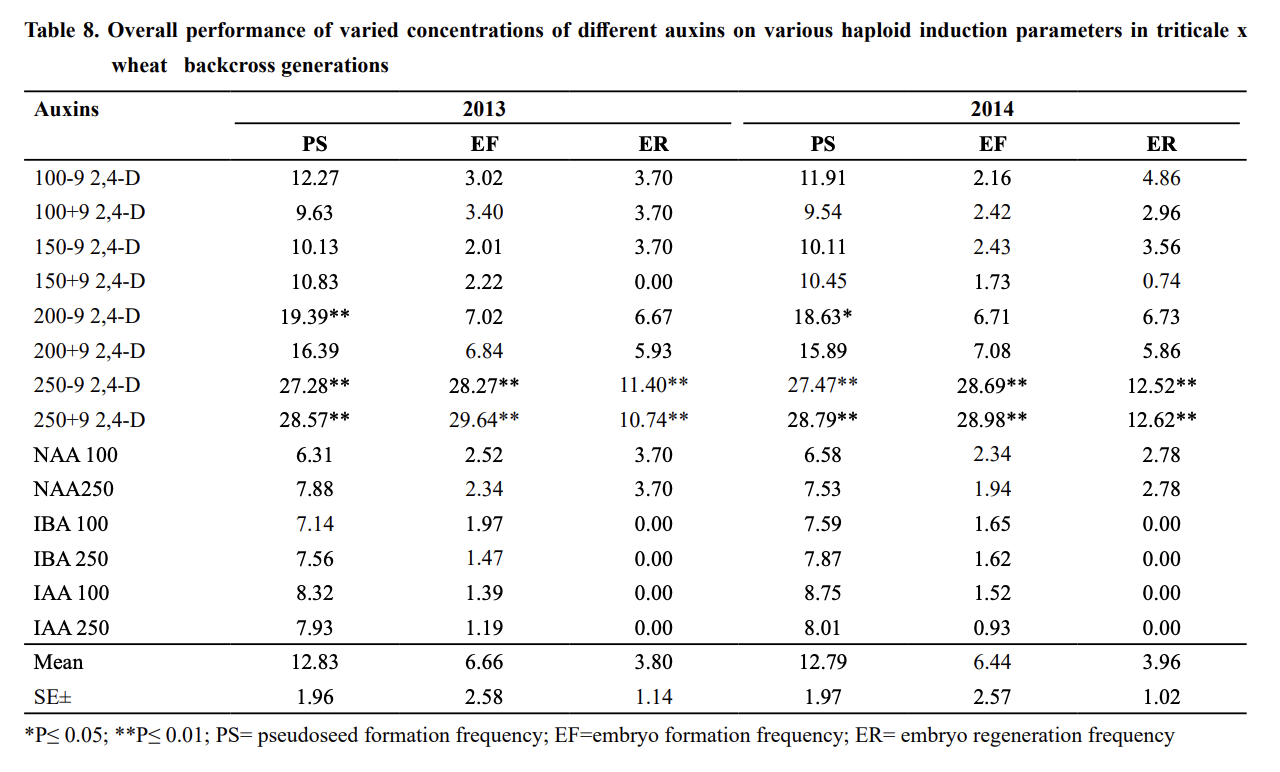 Table 8. Overall performance of varied concentrations of different auxins on various haploid induction parameters in triticale x
wheat backcross generations
Auxins 2013 2014
PS EF ER PS EF ER
100-9 2,4-D 12.27 3.02 3.70 11.91 2.16 4.86
100+9 2,4-D 9.63 3.40 3.70 9.54 2.42 2.96
150-9 2,4-D 10.13 2.01 3.70 10.11 2.43 3.56
150+9 2,4-D 10.83 2.22 0.00 10.45 1.73 0.74
200-9 2,4-D 19.39** 7.02 6.67 18.63* 6.71 6.73
200+9 2,4-D 16.39 6.84 5.93 15.89 7.08 5.86
250-9 2,4-D 27.28** 28.27** 11.40** 27.47** 28.69** 12.52**
250+9 2,4-D 28.57** 29.64** 10.74** 28.79** 28.98** 12.62**
NAA 100 6.31 2.52 3.70 6.58 2.34 2.78
NAA250 7.88 2.34 3.70 7.53 1.94 2.78
IBA 100 7.14 1.97 0.00 7.59 1.65 0.00
IBA 250 7.56 1.47 0.00 7.87 1.62 0.00
IAA 100 8.32 1.39 0.00 8.75 1.52 0.00
IAA 250 7.93 1.19 0.00 8.01 0.93 0.00
Mean 12.83 6.66 3.80 12.79 6.44 3.96
SE± 1.96 2.58 1.14 1.97 2.57 1.02
*P≤ 0.05; **P≤ 0.01; PS= pseudoseed formation frequency; EF=embryo formation frequency; ER= embryo regeneration frequency